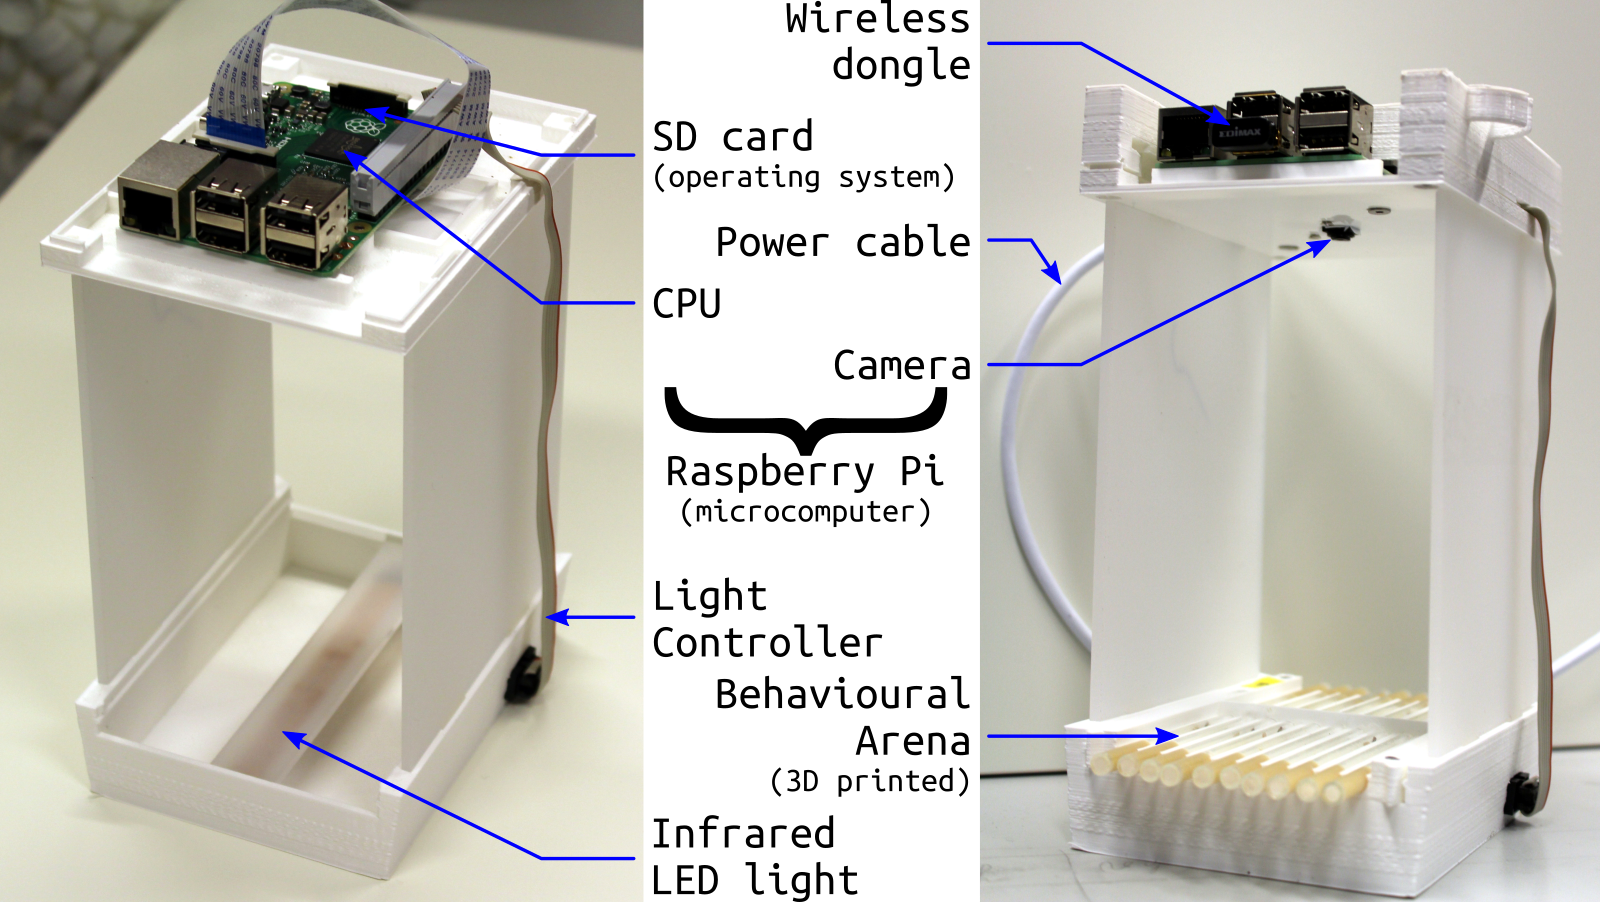 Wireless
dongle
SD card
(operating system)
Power cable
CPU
Camera
Raspberry Pi
(microcomputer)
Light
Controller
Behavioural
Arena
(3D printed)
Infrared
LED light
EDIMAX